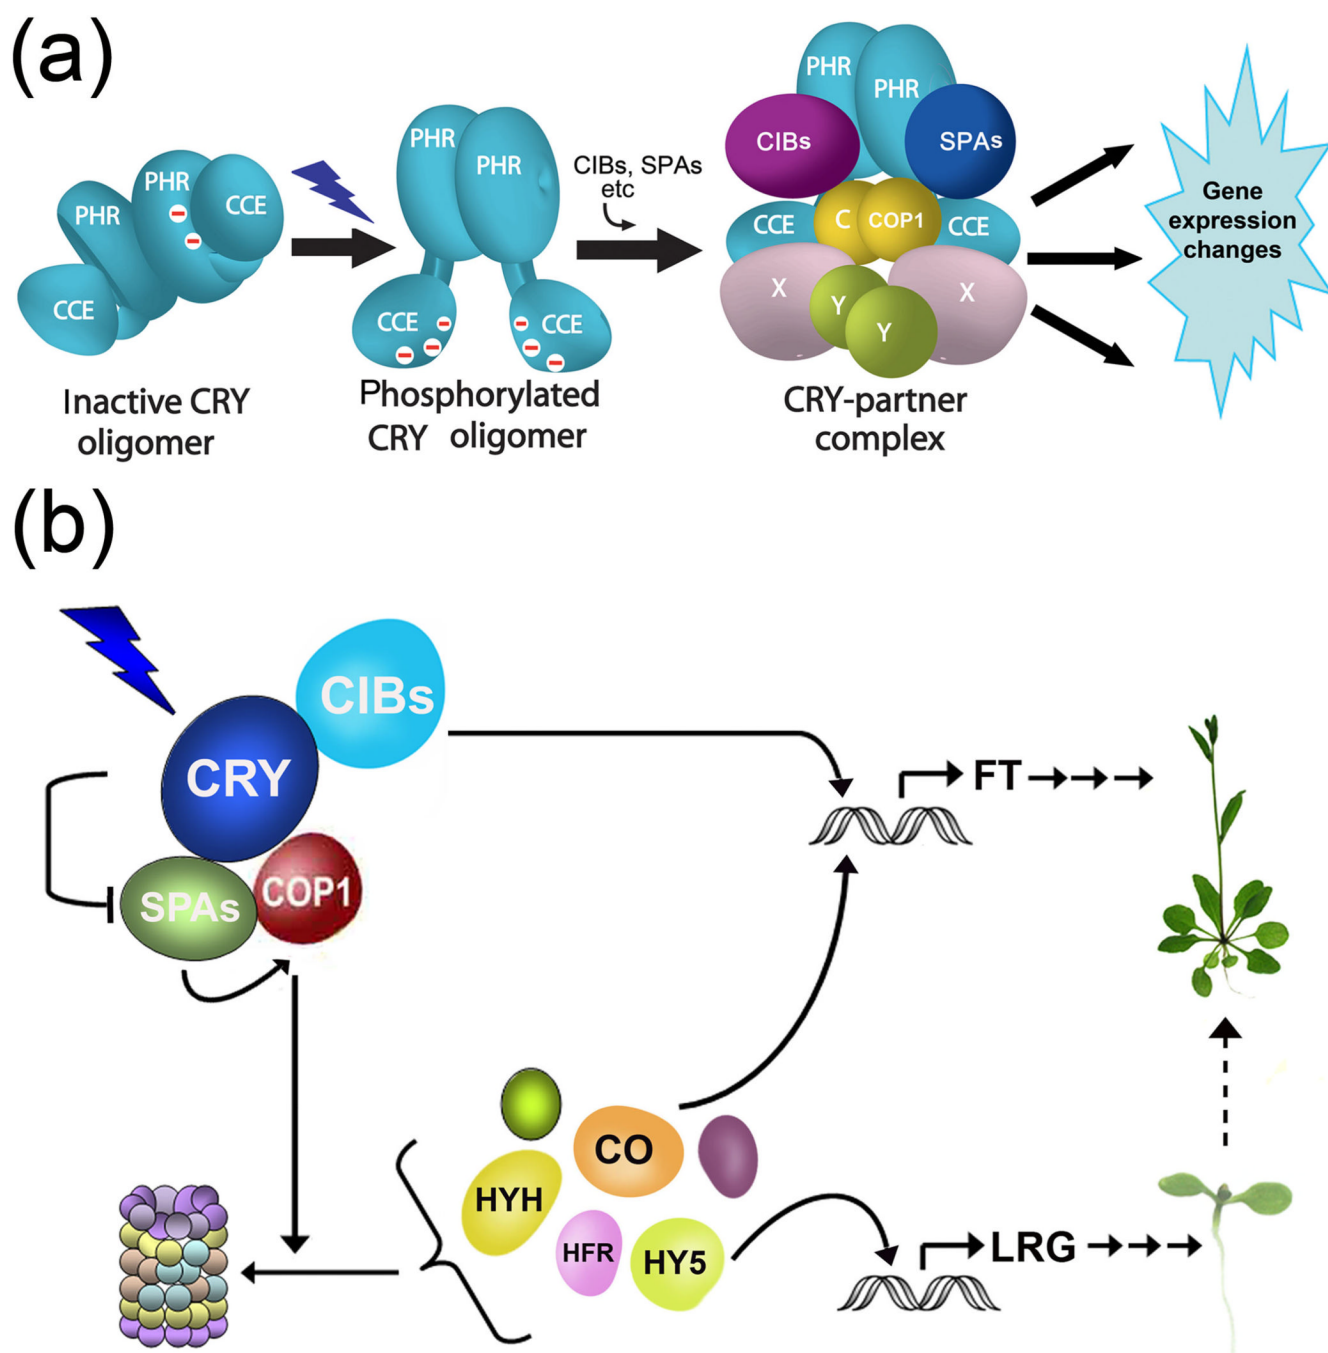 (a)
PHR
PHR
CCE
CCE
Inactive CRY
oligomer
PHR
PHR
CCE
CCE
Phosphorylated
CRY oligomer
CIBs, SPAs
etc
PHR
PHR
CIBs
SPAs
CCE
C
COP1
CCE
X
Y
X
Y
CRY-partner
complex
Gene
expression
changes
(b)
CIBs
CRY
SPAs
COP1
FT
CO
HYH
HFR
HY5
LRG